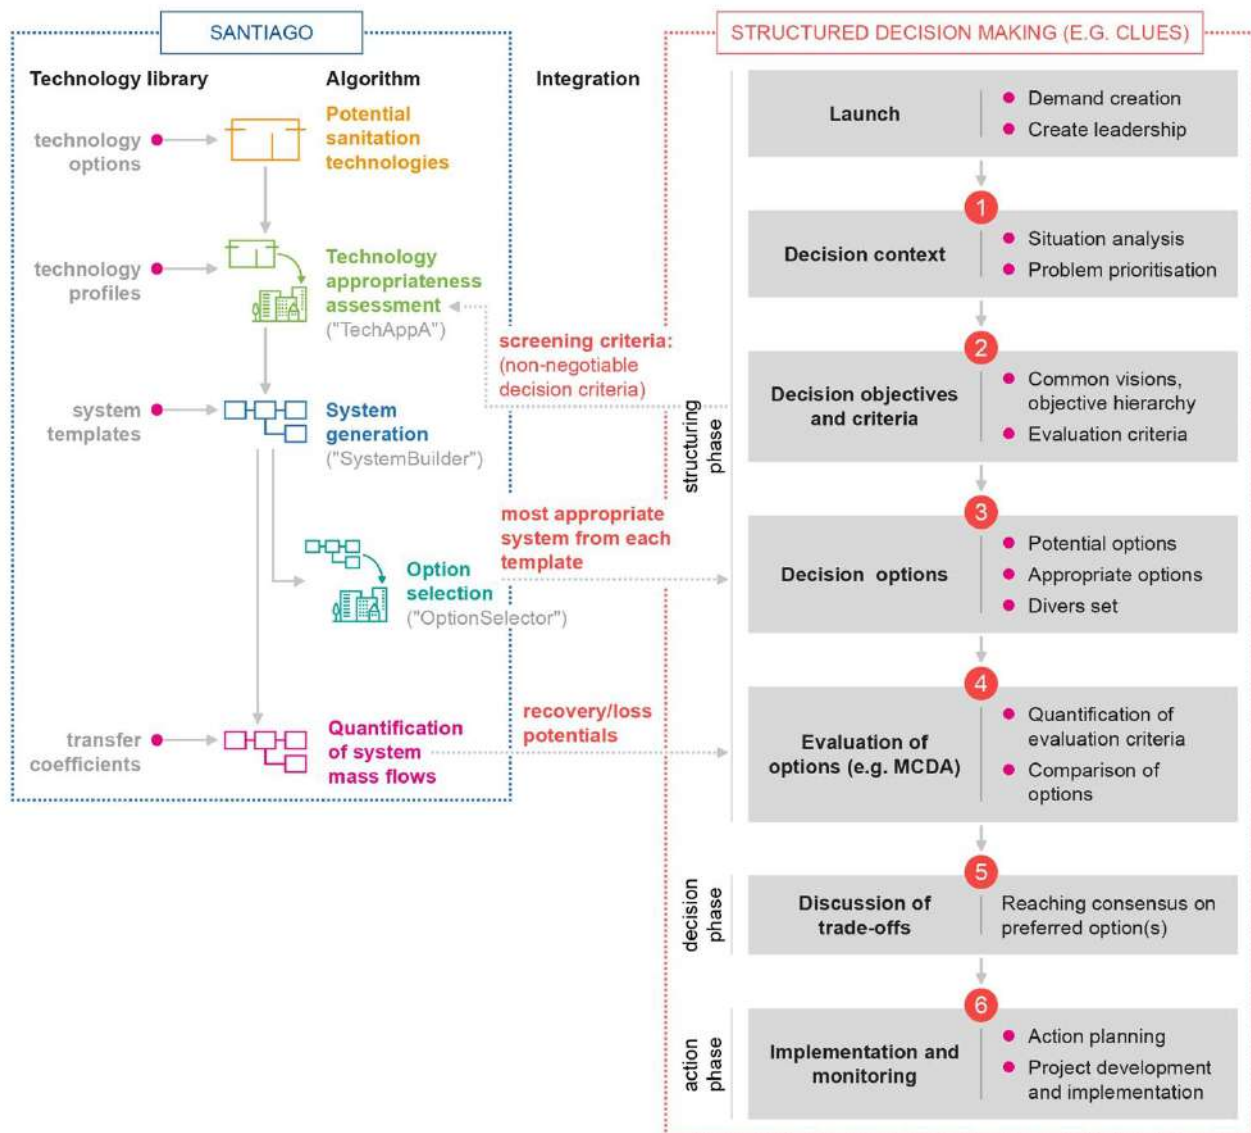 SANTIAGO
STRUCTURED DECISION MAKING (E.G. CLUES)
Technology library
Algorithm
Integration
technology
options
Potential
sanitation
technologies
technology
profiles
Technology
appropriateness
assessment
("TechAppA")
screening criteria:
(non-negotiable
decision criteria)
system
templates
System
generation
("SystemBuilder")
most appropriate
system from each
template
Option
selection
("OptionSelector")
transfer
coefficients
Quantification
of system
mass flows
recovery/loss
potentials
structuring
phase
Launch
Demand creation
Create leadership
1
Decision context
Situation analysis
Problem prioritisation
2
Decision objectives
and criteria
Common visions,
objective hierarchy
Evaluation criteria
3
Decision options
Potential options
Appropriate options
Divers set
4
Evaluation of
options (e.g. MCDA)
Quantification of
evaluation criteria
Comparison of
options
decision
phase
5
Discussion of
trade-offs
Reaching consensus on
preferred option(s)
action
phase
6
Implementation and
monitoring
Action planning
Project development
and implementation